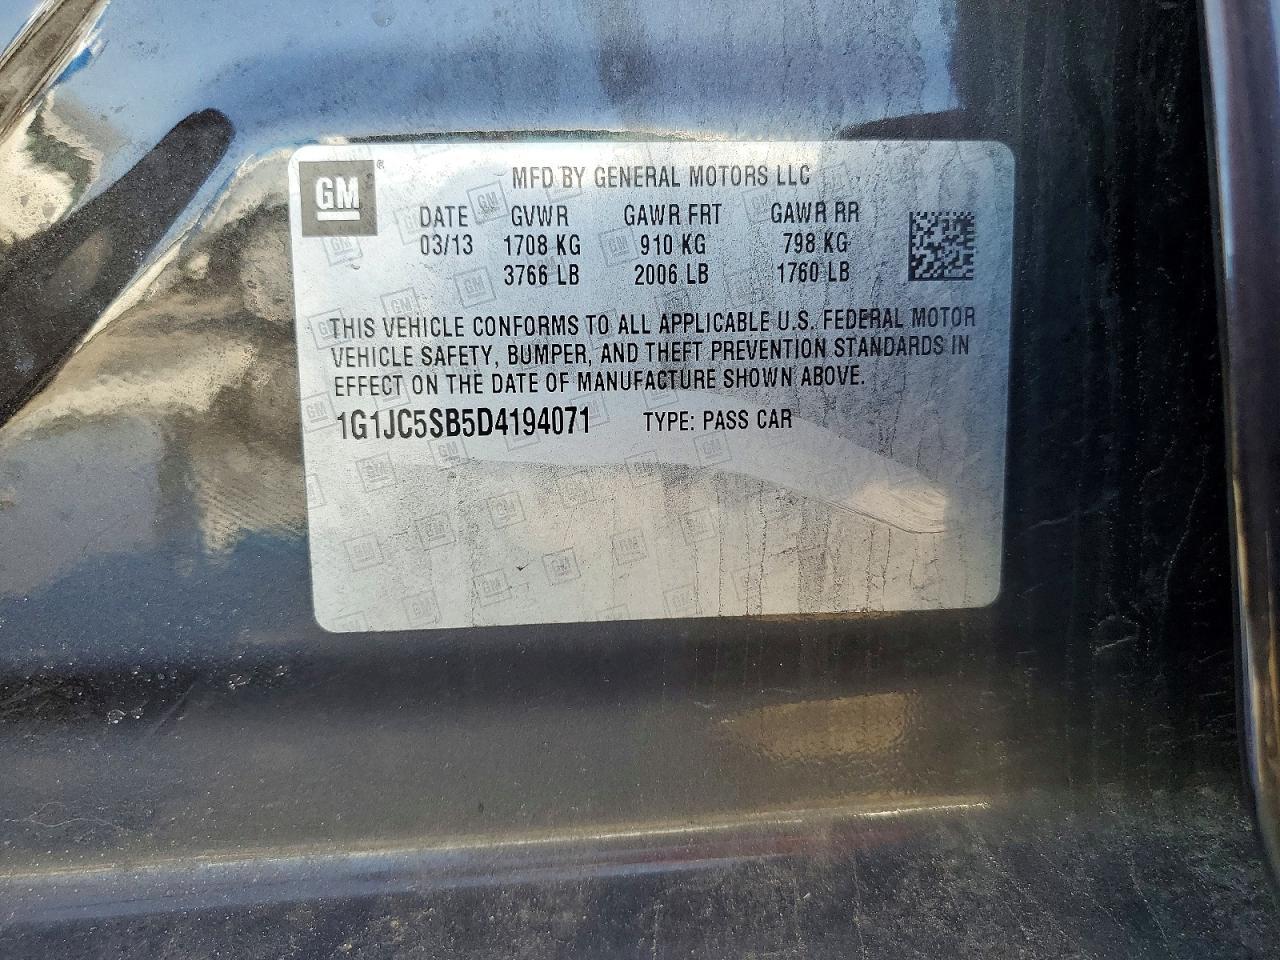 GM
MFD BY GENERAL MOTORS LLC
DATE GVWR GAWR FRT GAWR RR
03/13 1708 KG 910 KG 798 KG
3766 LB 2006 LB 1760 LB
THIS VEHICLE CONFORMS TO ALL APPLICABLE U.S. FEDERAL MOTOR
VEHICLE SAFETY, BUMPER, AND THEFT PREVENTION STANDARDS IN
EFFECT ON THE DATE OF MANUFACTURE SHOWN ABOVE.
1G1JC5SB5D4194071 TYPE: PASS CAR